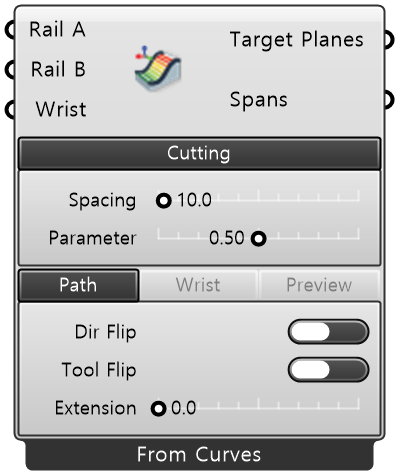 Rail A
Target Planes
Rail B
Spans
Wrist
Cutting
Spacing 10.0
Parameter 0.50
Path Wrist Preview
Dir Flip
Tool Flip
Extension 0.0
From Curves